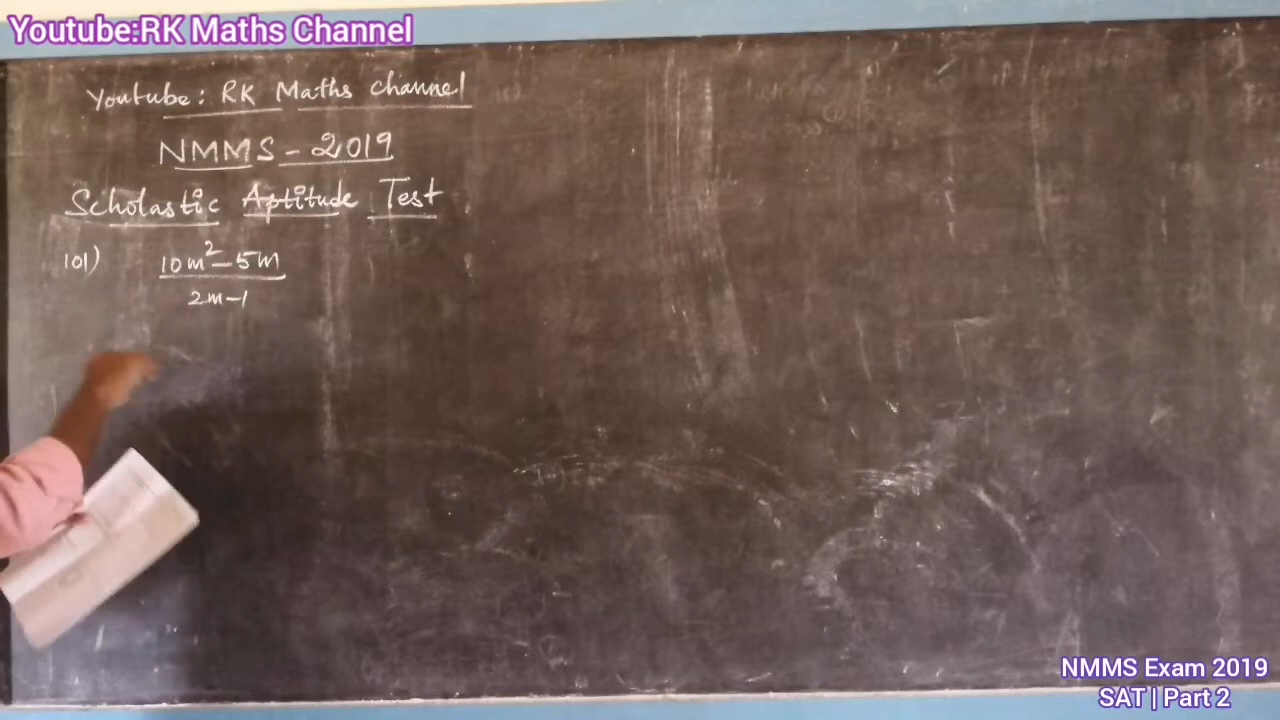 Youtube:RK Maths Channel
Youtube: RK Maths channel
NMMS - 2019
Scholastic Aptitude Test
101) 10m² - 5m
2m-1
NMMS Exam 2019
SAT | Part 2